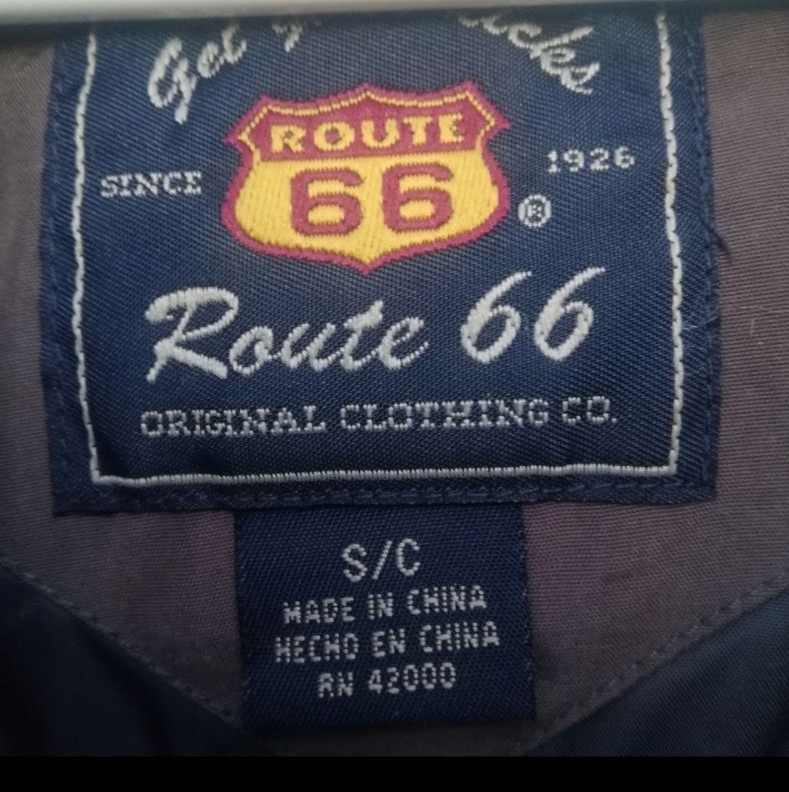 Get
ROUTE
66
SINCE
1926
®
Route 66
ORIGINAL CLOTHING CO.
S/C
MADE IN CHINA
HECHO EN CHINA
RN 42000